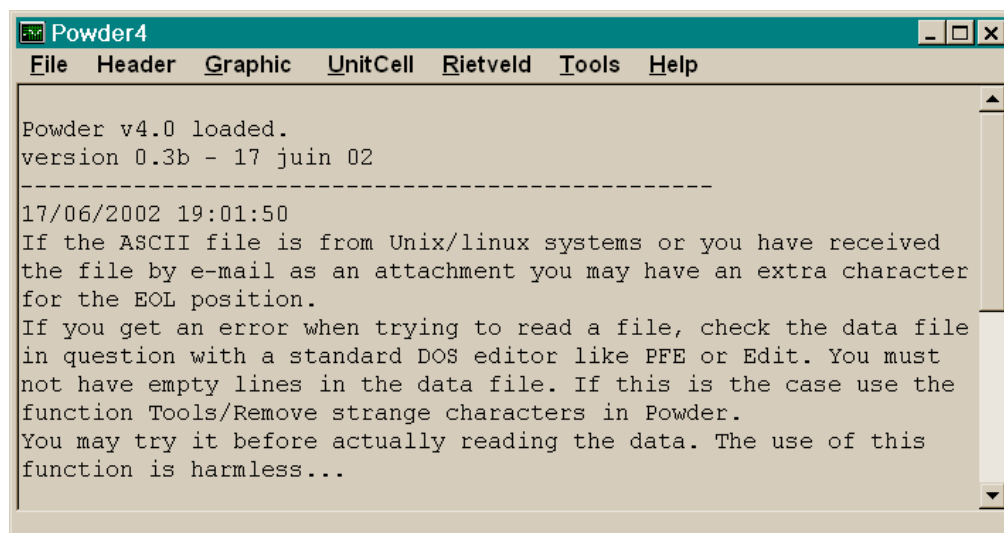 Powder4
File Header Graphic UnitCell Rietveld Tools Help
Powder v4.0 loaded.
version 0.3b - 17 juin 02
-------------------------------------------------
17/06/2002 19:01:50
If the ASCII file is from Unix/linux systems or you have received
the file by e-mail as an attachment you may have an extra character
for the EOL position.
If you get an error when trying to read a file, check the data file
in question with a standard DOS editor like PFE or Edit. You must
not have empty lines in the data file. If this is the case use the
function Tools/Remove strange characters in Powder.
You may try it before actually reading the data. The use of this
function is harmless...